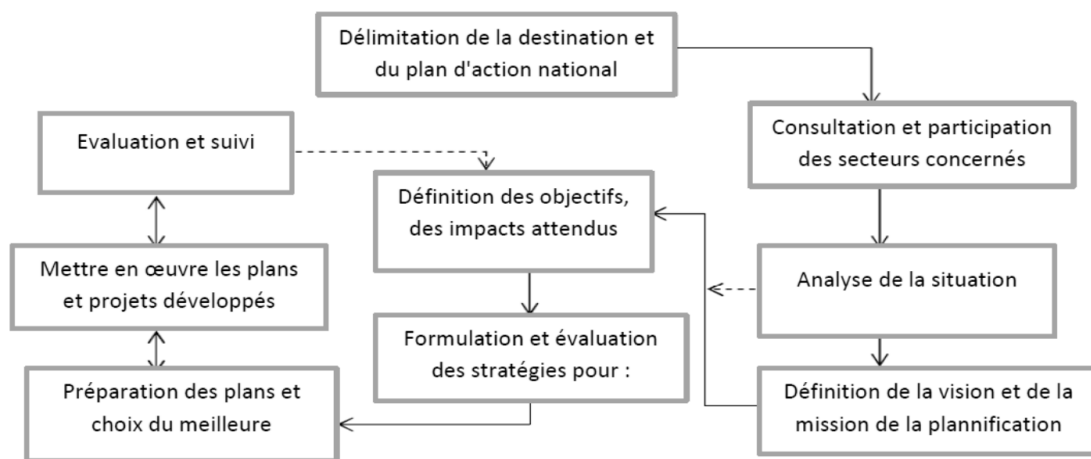 Délimitation de la destination et
du plan d'action national
Consultation et participation
des secteurs concernés
Analyse de la situation
Définition de la vision et de la
mission de la plannification
Définition des objectifs,
des impacts attendus
Formulation et évaluation
des stratégies pour :
Préparation des plans et
choix du meilleure
Mettre en œuvre les plans
et projets développés
Evaluation et suivi